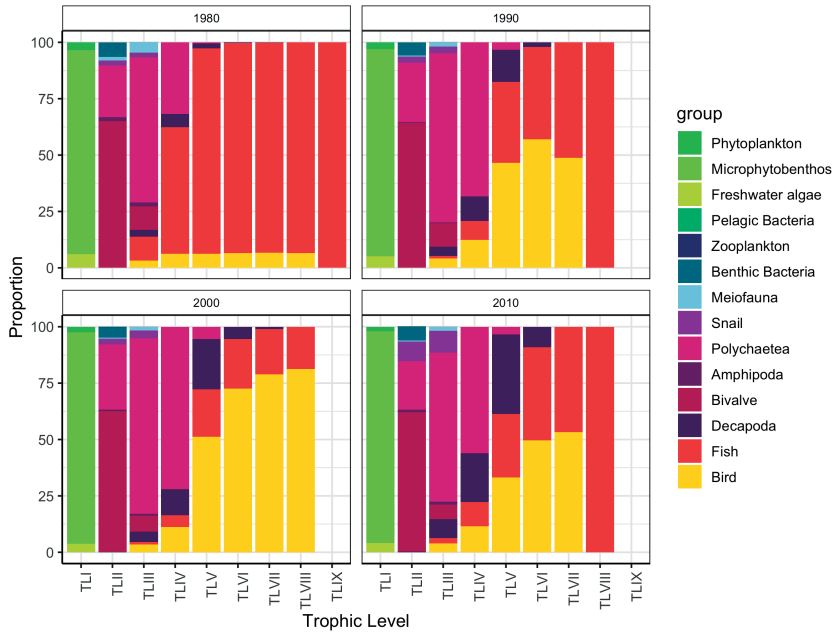 1980
1990
100
75
50
25
0
2000
2010
100
75
50
25
0
TLI
TLII
TLIII
TLIV
TLV
TLVI
TLVII
TLVIII
TLIX
TLI
TLII
TLIII
TLIV
TLV
TLVI
TLVII
TLVIII
TLIX
Proportion
Trophic Level
group
Phytoplankton
Microphytobenthos
Freshwater algae
Pelagic Bacteria
Zooplankton
Benthic Bacteria
Meiofauna
Snail
Polychaetea
Amphipoda
Bivalve
Decapoda
Fish
Bird